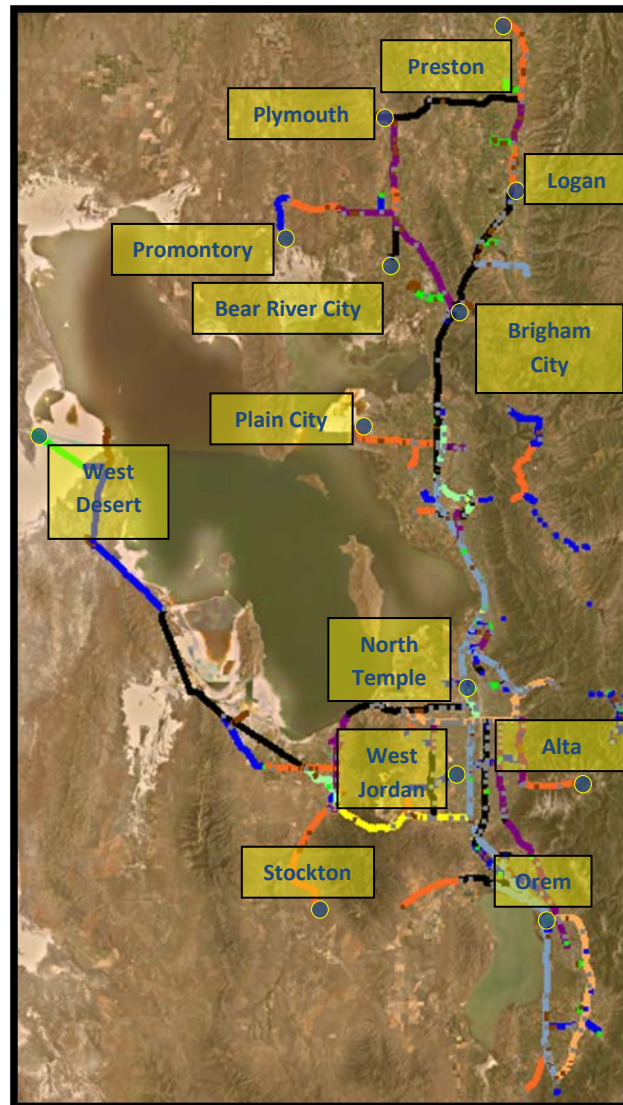 Preston
Plymouth
Logan
Promontory
Bear River City
Brigham
City
Plain City
West
Desert
North
Temple
West
Jordan
Alta
Stockton
Orem